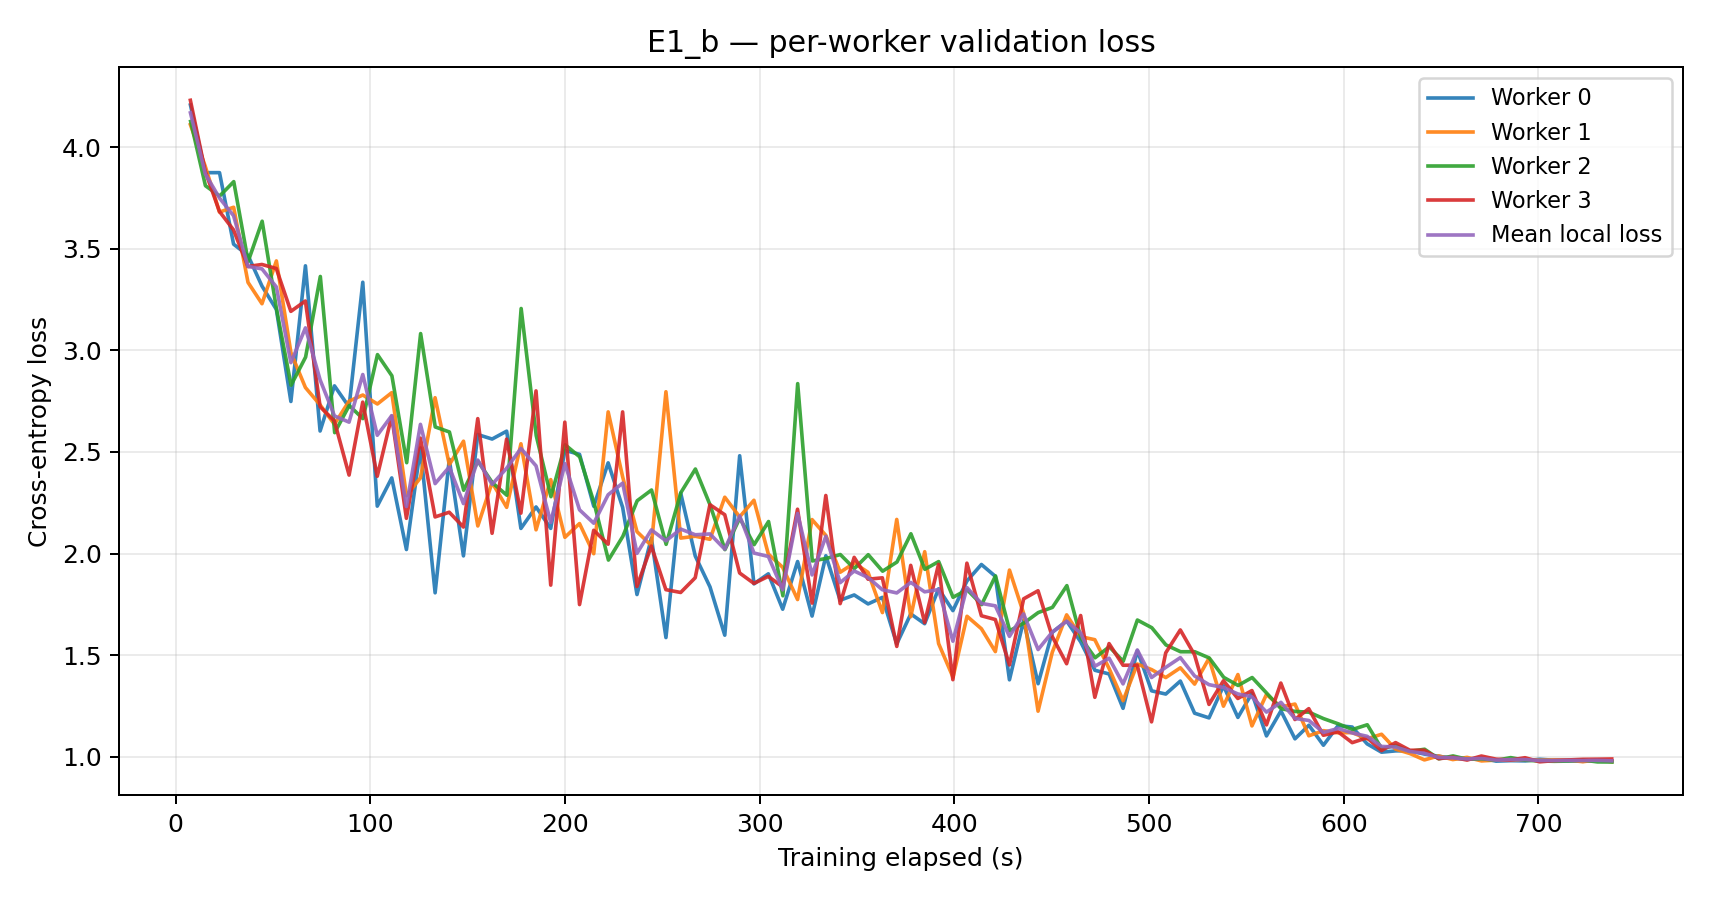 E1_b — per-worker validation loss
Cross-entropy loss
4.0
3.5
3.0
2.5
2.0
1.5
1.0
Worker 0
Worker 1
Worker 2
Worker 3
Mean local loss
0 100 200 300 400 500 600 700
Training elapsed (s)